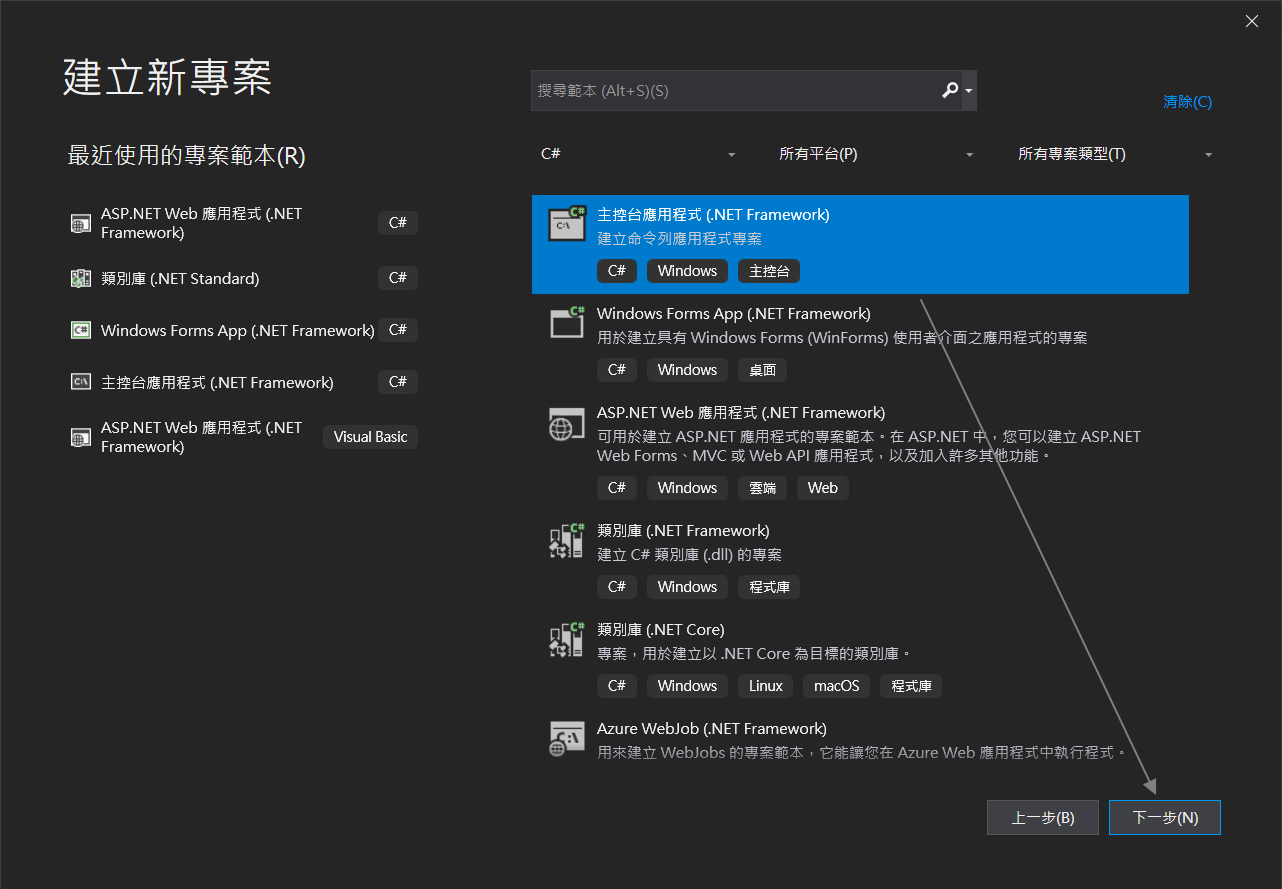 建立新專案
搜尋範本 (Alt+S)(S)
清除(C)
最近使用的專案範本(R)
C#
所有平台(P)
所有專案類型(T)
ASP.NET Web 應用程式 (.NET
Framework)
C#
類別庫 (.NET Standard)
C#
Windows Forms App (.NET Framework)
C#
主控台應用程式 (.NET Framework)
C#
ASP.NET Web 應用程式 (.NET
Framework)
Visual Basic
主控台應用程式 (.NET Framework)
建立命令列應用程式專案
C# Windows 主控台
Windows Forms App (.NET Framework)
用於建立具有 Windows Forms (WinForms) 使用者介面之應用程式的專案
C# Windows 桌面
ASP.NET Web 應用程式 (.NET Framework)
可用於建立 ASP.NET 應用程式的專案範本。在 ASP.NET 中，您可以建立 ASP.NET
Web Forms、MVC 或 Web API 應用程式，以及加入許多其他功能。
C# Windows 雲端 Web
類別庫 (.NET Framework)
建立 C# 類別庫 (.dll) 的專案
C# Windows 程式庫
類別庫 (.NET Core)
專案，用於建立以 .NET Core 為目標的類別庫。
C# Windows Linux macOS 程式庫
Azure WebJob (.NET Framework)
用來建立 WebJobs 的專案範本，它能讓您在 Azure Web 應用程式中執行程式。
上一步(B)
下一步(N)